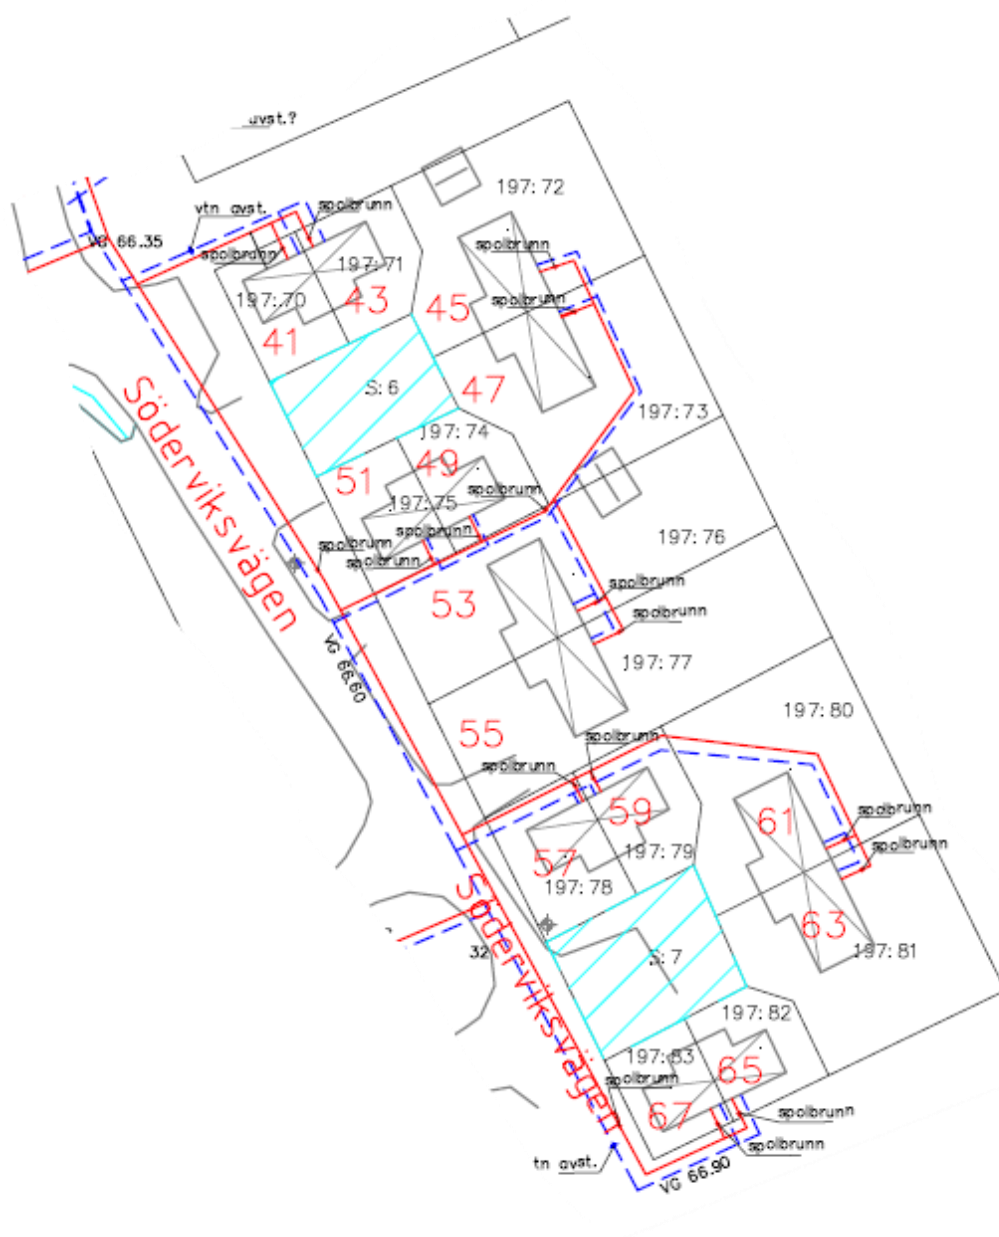 avst.?
197:72
vtn avst.
spolbrunn
VG 66.35
spolbrunn
spolbrunn
197:71
197:70
43
45
spolbrunn
41
S:6
47
197:73
Söderviksvägen
197:74
49
51
spolbrunn
197:75
spolbrunn
197:76
spolbrunn
spolbrunn
spolbrunn
53
spolbrunn
VG 66.60
197:77
197:80
55
spolbrunn
spolbrunn
59
61
spolbrunn
spolbrunn
57
197:79
197:78
63
197:81
Söderviksvägen
32
S:7
197:82
197:83
65
spolbrunn
67
spolbrunn
spolbrunn
tn avst.
VG 66.90